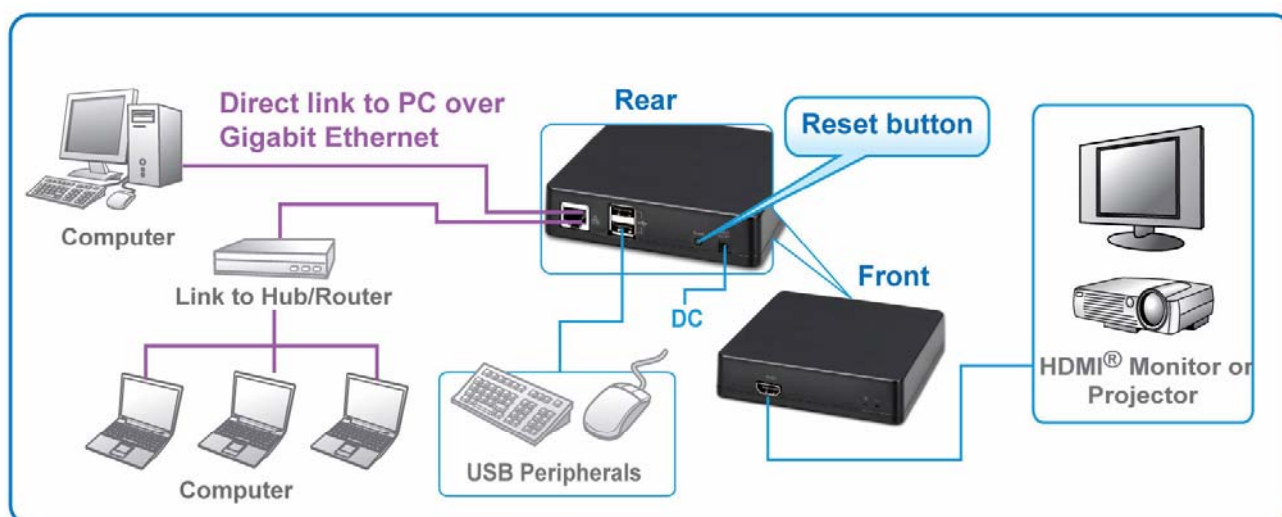 Direct link to PC over
Gigabit Ethernet
Rear
Reset button
Computer
Link to Hub/Router
DC
Front
HDMI® Monitor or
Projector
USB Peripherals
Computer